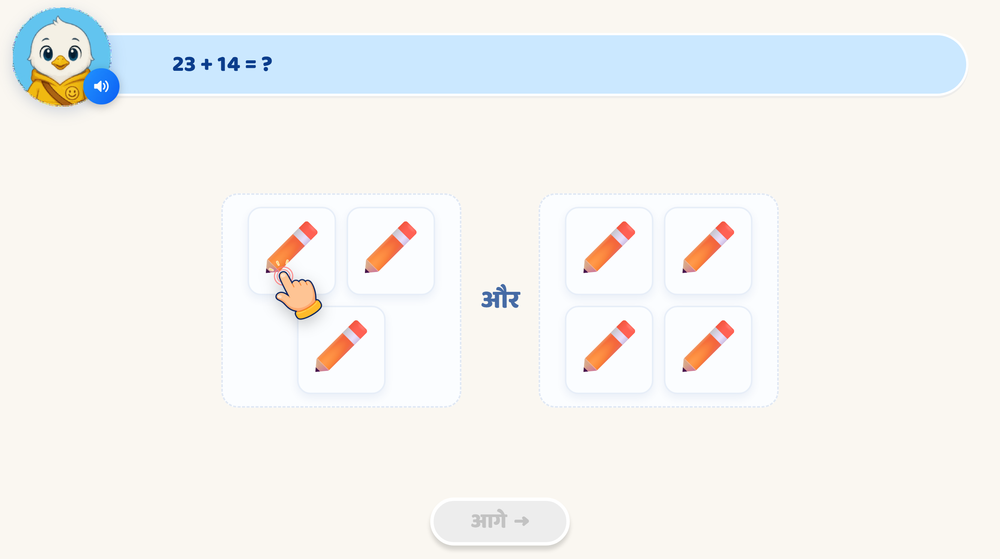 23 + 14 = ?
और
आगे →